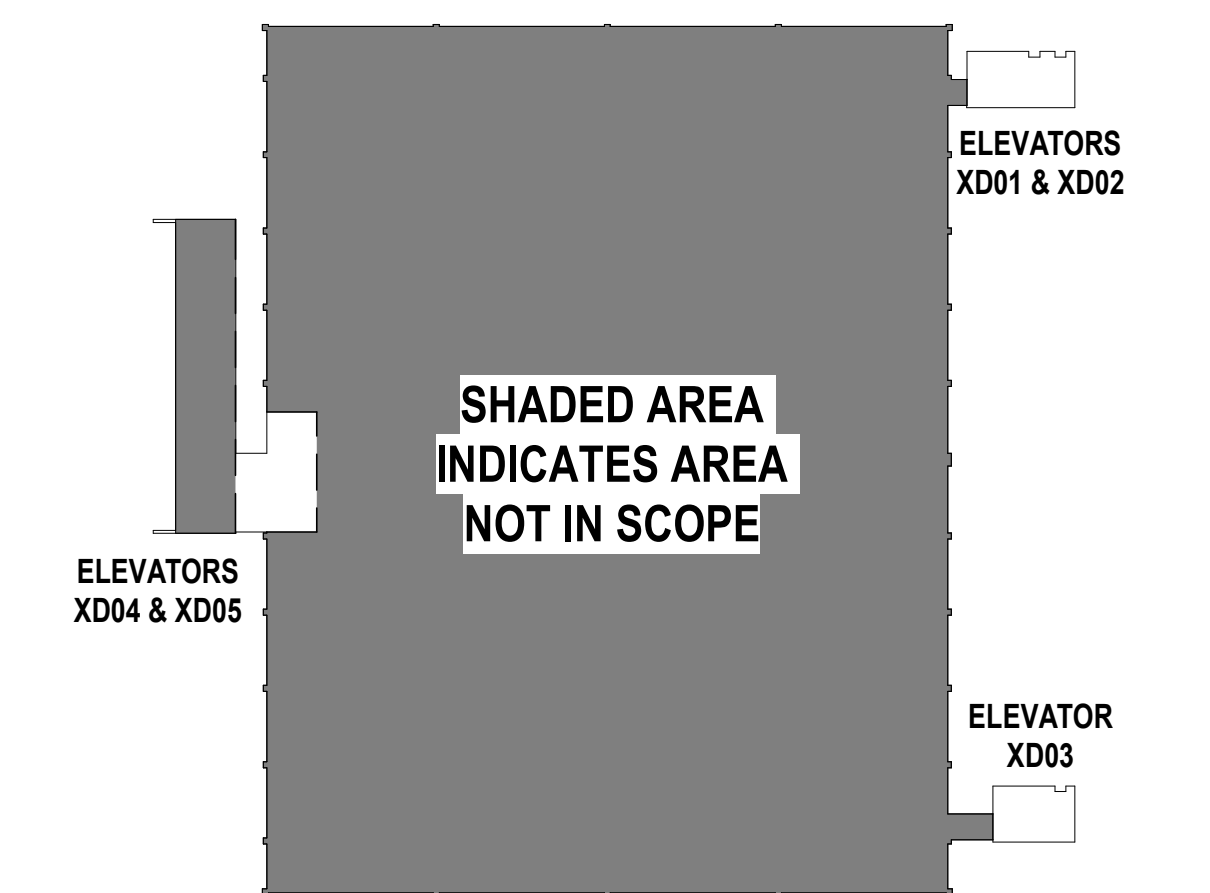 ELEVATORS
XD01 & XD02
SHADED AREA
INDICATES AREA
NOT IN SCOPE
ELEVATORS
XD04 & XD05
ELEVATOR
XD03